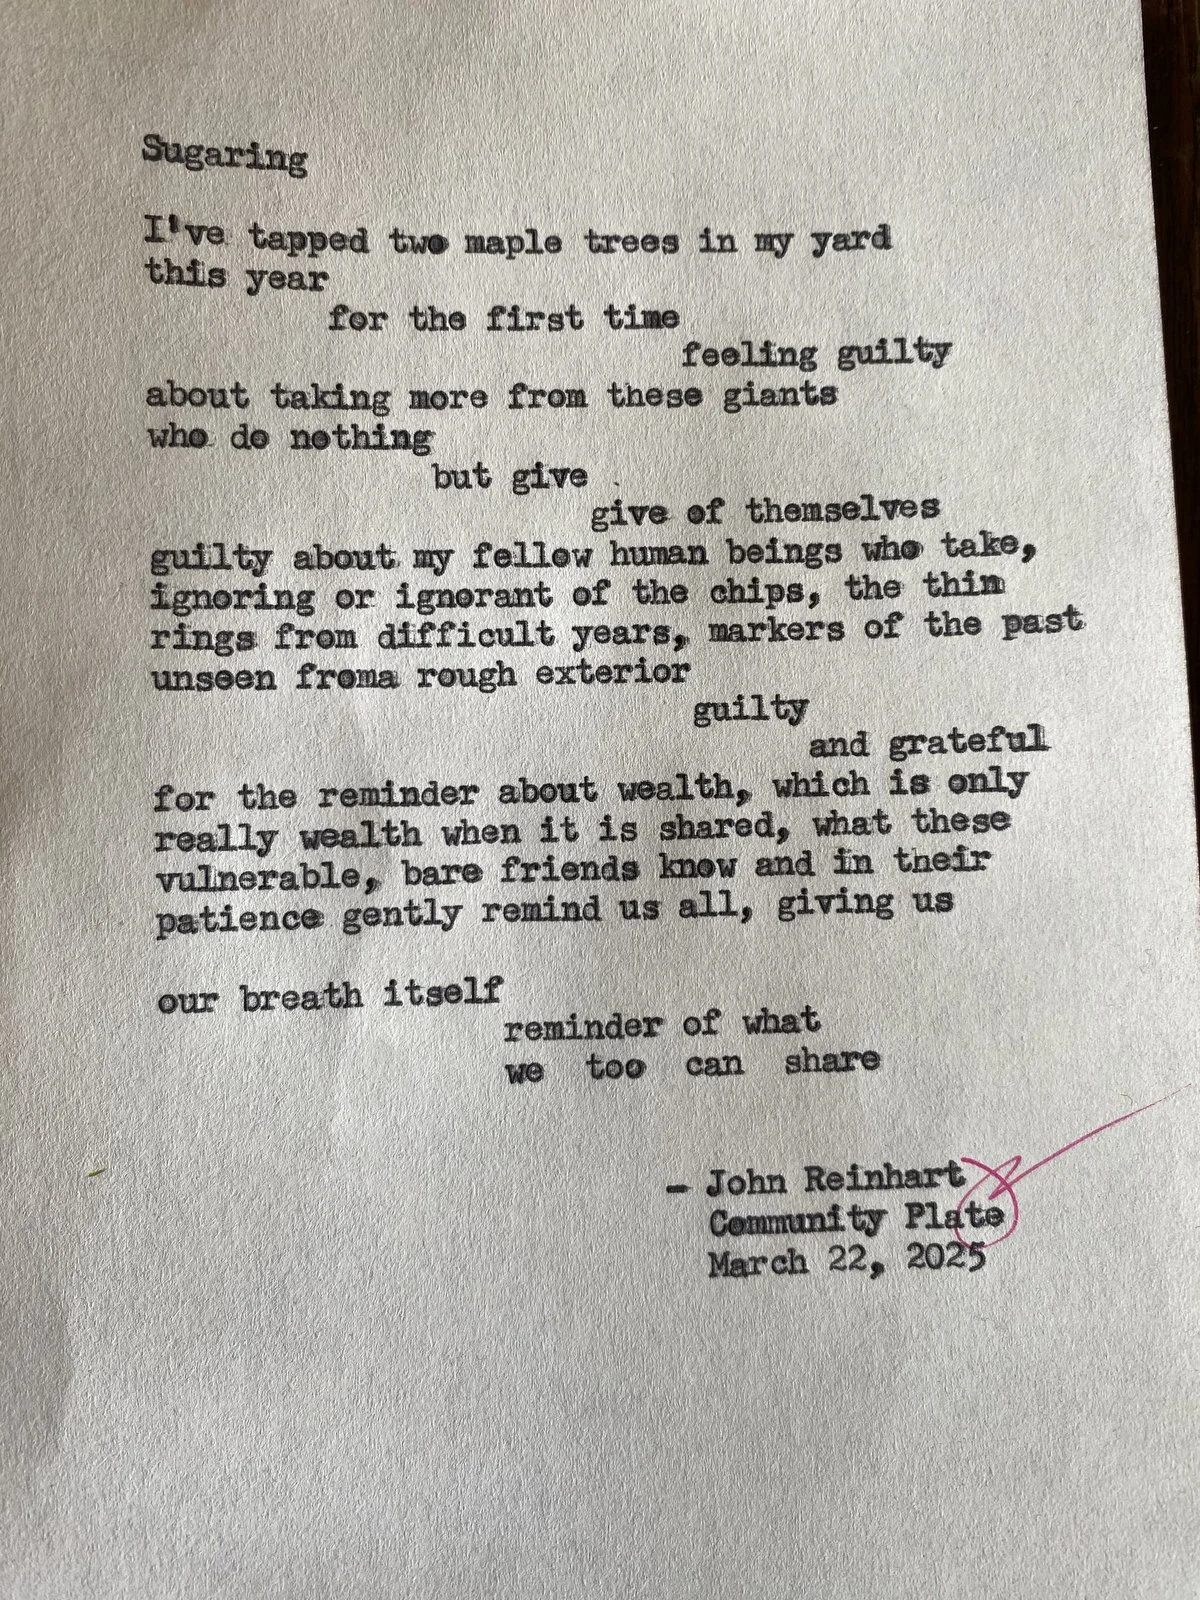 Sugaring
I've tapped two maple trees in my yard
this year
for the first time
feeling guilty
about taking more from these giants
who do nothing
but give
give of themselves
guilty about my fellow human beings who take,
ignoring or ignorant of the chips, the thin
rings from difficult years, markers of the past
unseen froma rough exterior
guilty
and grateful
for the reminder about wealth, which is only
really wealth when it is shared, what these
vulnerable, bare friends know and in their
patience gently remind us all, giving us
our breath itself
reminder of what
we too can share
- John Reinhart
Community Plate
March 22, 2025